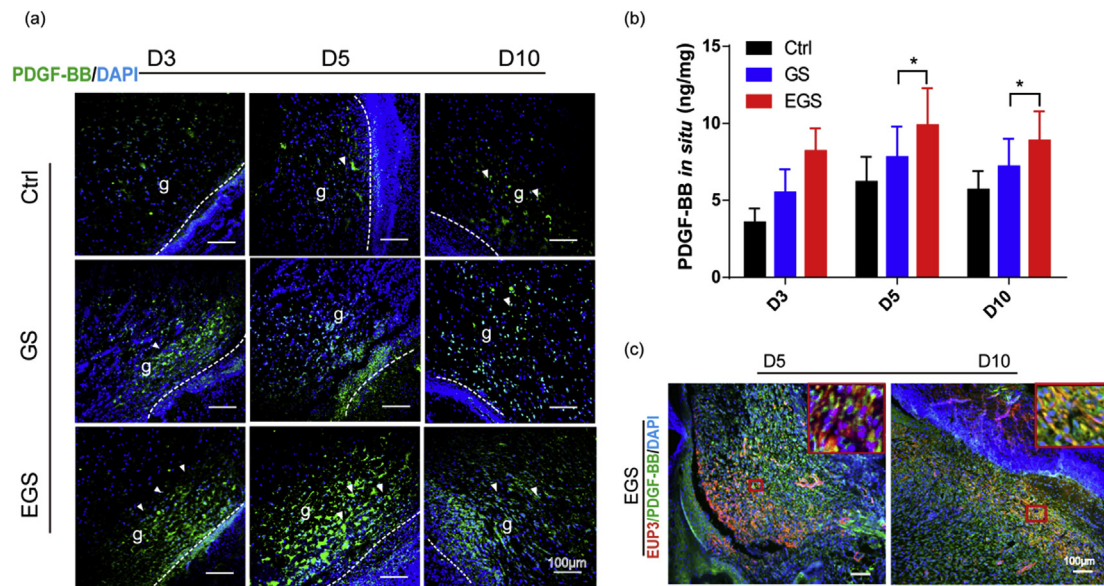 (a)
D3 D5 D10
PDGF-BB/DAPI
Ctrl
g g g
GS
g g g
EGS
g g g
100μm
(b)
PDGF-BB in situ (ng/mg)
15
10
5
0
Ctrl
GS
EGS
* *
D3 D5 D10
(c)
D5 D10
EGS
EUP3/PDGF-BB/DAPI
100μm